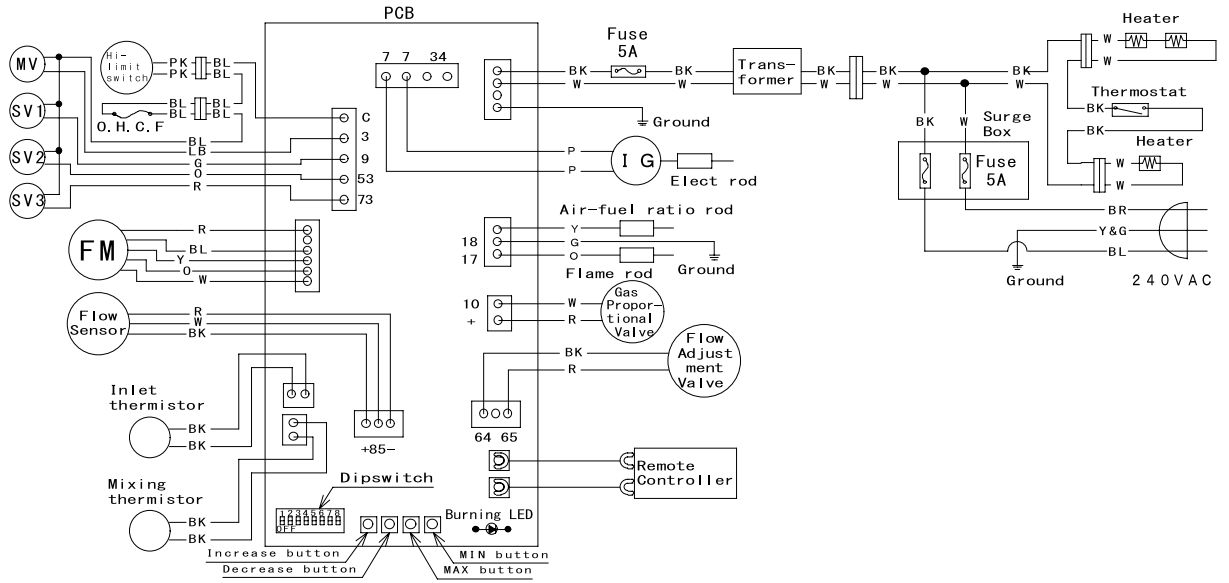 PCB
Heater
Fuse
5A
W W
MV
Hi-
limit
switch
PK BL
PK BL
7 7 34
BK BK
W W
Trans-
former
BK BK BK
W W W
Thermostat
BK
BK
Heater
W
W
SV1
BL BL
BL BL
O.H.C.F
C
Ground
BK W
Surge
Box
SV2
BL
LB
G
O
R
3
9
53
73
P
P
IG
Elect rod
Fuse
5A
SV3
Air-fuel ratio rod
BR
Y&G
BL
FM
R
BL
Y
O
W
18
17
Y
G
O
Flame rod
Ground
Ground
240VAC
Flow
Sensor
R
W
BK
10
+
W
R
Gas
Propor-
tional
Valve
BK
R
Flow
Adjust
ment
Valve
Inlet
thermistor
BK
BK
+85-
64 65
Mixing
thermistor
BK
BK
Dipswitch
12345678
OFF
Remote
Controller
Burning LED
Increase button
Decrease button
MIN button
MAX button